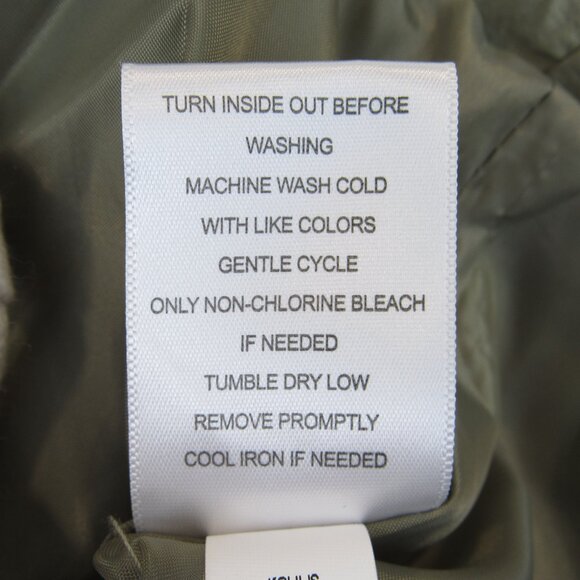 TURN INSIDE OUT BEFORE
WASHING
MACHINE WASH COLD
WITH LIKE COLORS
GENTLE CYCLE
ONLY NON-CHLORINE BLEACH
IF NEEDED
TUMBLE DRY LOW
REMOVE PROMPTLY
COOL IRON IF NEEDED